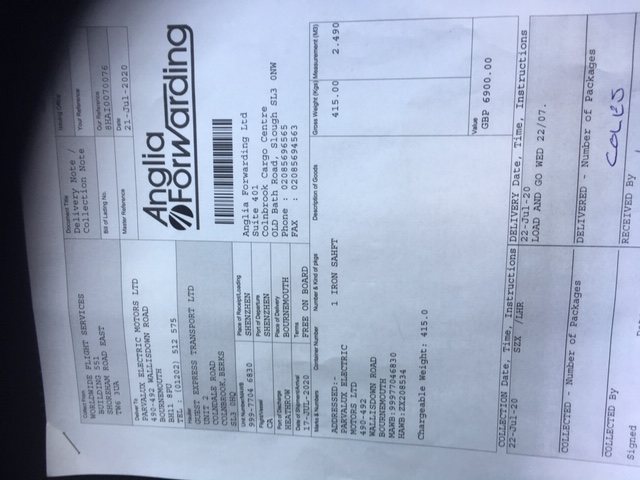 Collect From
WORLDWIDE FLIGHT SERVICES
BUILDING 551
SHOREHAM ROAD EAST
TW6 3UA
Document Title
Delivery Note /
Collection Note
Issuing Office
Your Reference
Bill of Lading No.
Our Reference
8HAI0070076
Master Reference
Date
21-Jul-2020
Deliver To
PARVALUX ELECTRIC MOTORS LTD
490-492 WALLISDOWN ROAD
BOURNEMOUTH
BH11 8PU
TEL : (01202) 512 575
Haulier
GUEST EXPRESS TRANSPORT LTD
UNIT 2
COLNDALE ROAD
COLNBROOK, BERKS
SL3 0HQ
Anglia
Forwarding
Anglia Forwarding Ltd
Suite 401
Colnbrook Cargo Centre
OLD Bath Road, Slough SL3 0NW
Phone : 02085696565
FAX : 02085694563
Unit Number/MAWB
999-7704 6830
Place of Receipt/Loading
SHENZHEN
Flight/Vessel
CA
Port of Departure
SHENZHEN
Port of Discharge
HEATHROW
Place of Delivery
BOURNEMOUTH
Date of Shipment/Arrival
17-JUL-2020
Terms
FREE ON BOARD
Marks & Numbers Container Number Number & Kind of pkgs Description of Goods Gross Weight (Kgs) Measurement (M3)
ADDRESSED:- 1 IRON SAHFT 415.00 2.490
PARVALUX ELECTRIC
MOTORS LTD
490-492
WALLISDOWN ROAD
BOURNEMOUTH
MAWB:99977046830
HAWB:ZX208534
Chargeable Weight: 415.0
Value
GBP 6900.00
COLLECTION Date, Time, Instructions
22-Jul-20 SZX /LHR
DELIVERY Date, Time, Instructions
22-Jul-20
LOAD AND GO WED 22/07.
COLLECTED - Number of Packages
DELIVERED - Number of Packages
COLES
COLLECTED By
RECEIVED BY
Signed